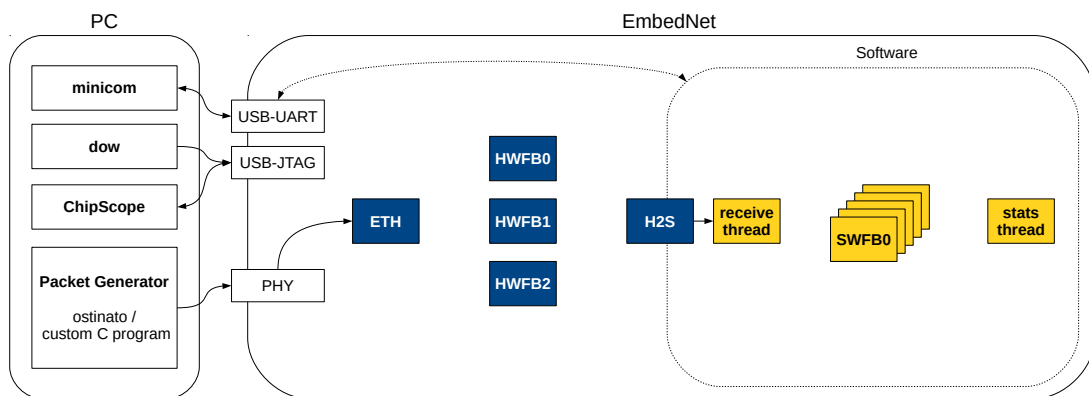 PC
EmbedNet
Software
minicom
dow
ChipScope
Packet Generator
ostinato /
custom C program
USB-UART
USB-JTAG
PHY
ETH
HWFB0
HWFB1
HWFB2
H2S
receive
thread
SWFB0
stats
thread